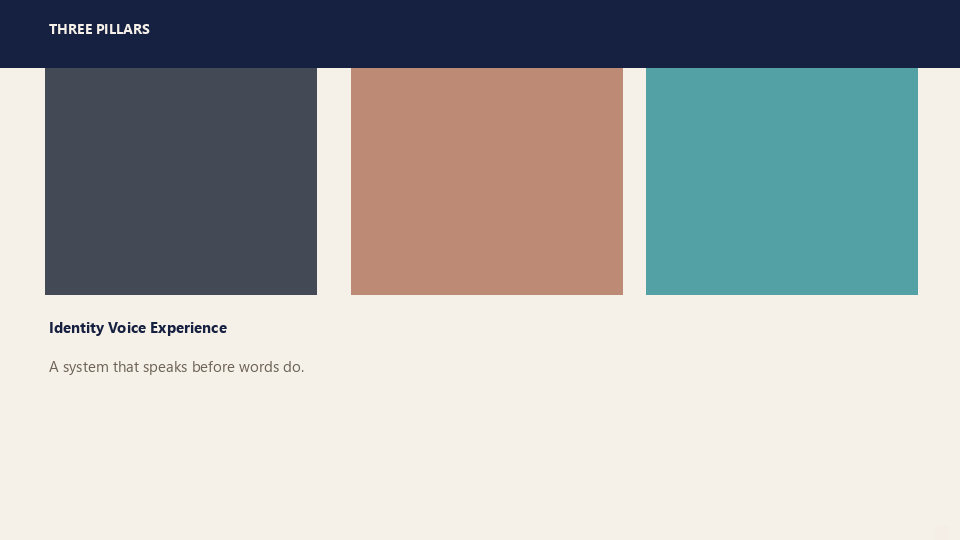 THREE PILLARS
Identity Voice Experience
A system that speaks before words do.